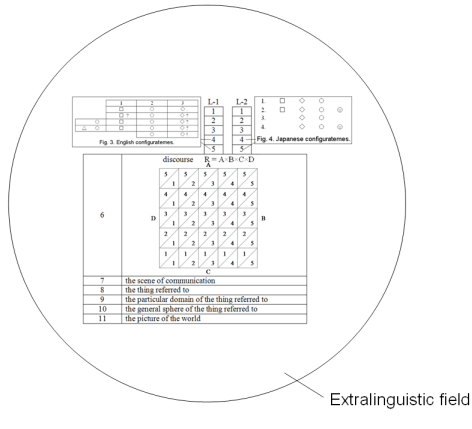 L-1 L-2
1 2 3
1 1
2 2
3 3
4 4
5 5
1.
2.
3.
4.
Fig. 3. English configuratemes.
Fig. 4. Japanese configuratemes.
discourse R = A×B×C×D
A
5 5 5 5 5
1 2 3 4 5
4 4 4 4 4
1 2 3 4 5
6 D 3 3 3 3 3 B
1 2 3 4 5
2 2 2 2 2
1 2 3 4 5
1 1 1 1 1
1 2 3 4 5
C
7 the scene of communication
8 the thing referred to
9 the particular domain of the thing referred to
10 the general sphere of the thing referred to
11 the picture of the world
Extralinguistic field